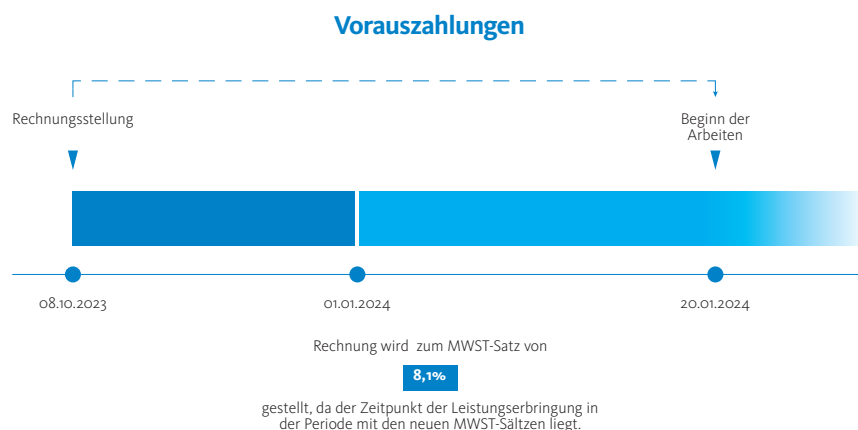 Vorauszahlungen
Rechnungsstellung
Beginn der
Arbeiten
08.10.2023
01.01.2024
20.01.2024
Rechnung wird zum MWST-Satz von
8,1%
gestellt, da der Zeitpunkt der Leistungserbringung in
der Periode mit den neuen MWST-Sältzen liegt.